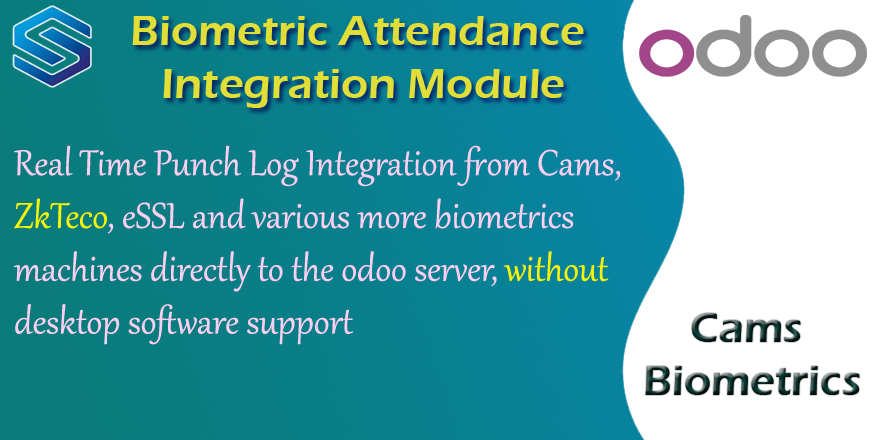 Biometric Attendance
Integration Module
odoo
Real Time Punch Log Integration from Cams,
ZkTeco, eSSL and various more biometrics
machines directly to the odoo server, without
desktop software support
Cams
Biometrics